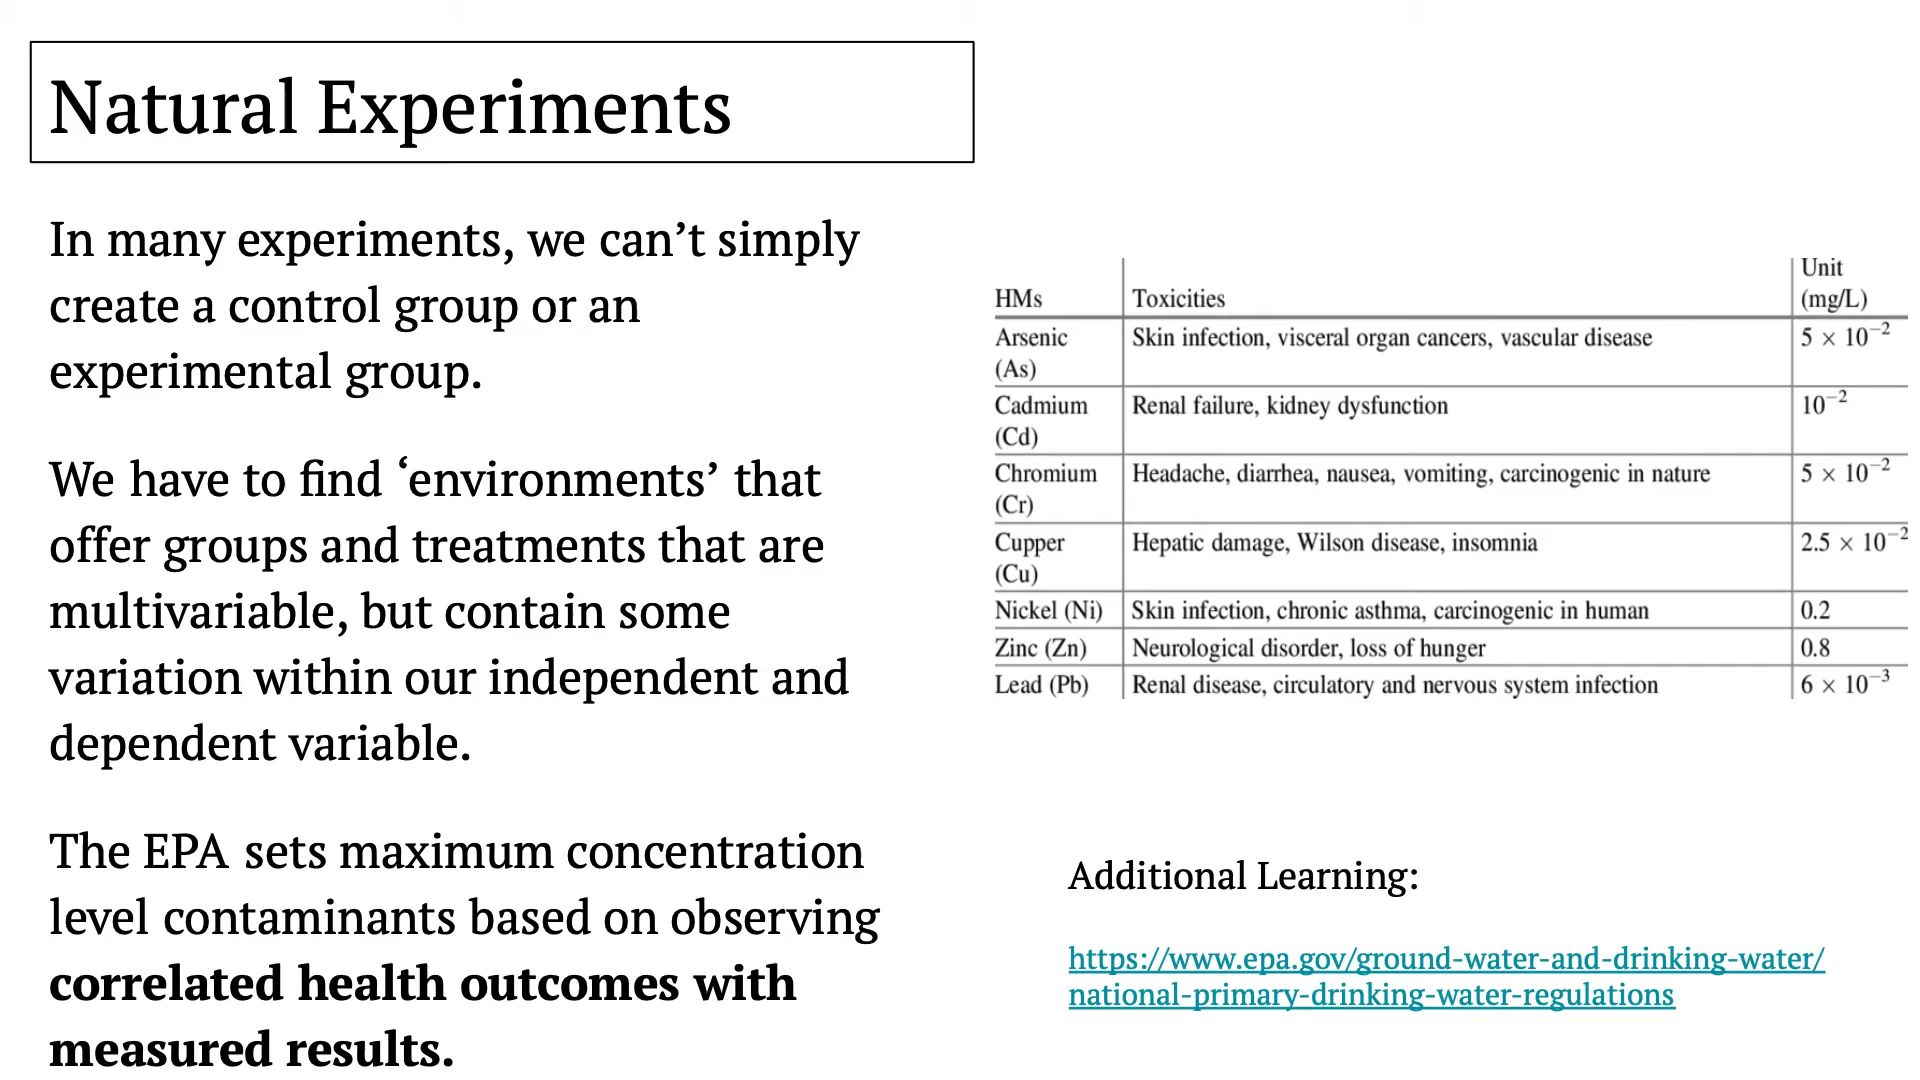 Natural Experiments
In many experiments, we can’t simply
create a control group or an
experimental group.
We have to find ‘environments’ that
offer groups and treatments that are
multivariable, but contain some
variation within our independent and
dependent variable.
The EPA sets maximum concentration
level contaminants based on observing
correlated health outcomes with
measured results.
HMs Toxicities Unit (mg/L)
Arsenic (As) Skin infection, visceral organ cancers, vascular disease 5 × 10⁻²
Cadmium (Cd) Renal failure, kidney dysfunction 10⁻²
Chromium (Cr) Headache, diarrhea, nausea, vomiting, carcinogenic in nature 5 × 10⁻²
Cupper (Cu) Hepatic damage, Wilson disease, insomnia 2.5 × 10⁻²
Nickel (Ni) Skin infection, chronic asthma, carcinogenic in human 0.2
Zinc (Zn) Neurological disorder, loss of hunger 0.8
Lead (Pb) Renal disease, circulatory and nervous system infection 6 × 10⁻³
Additional Learning:
https://www.epa.gov/ground-water-and-drinking-water/
national-primary-drinking-water-regulations